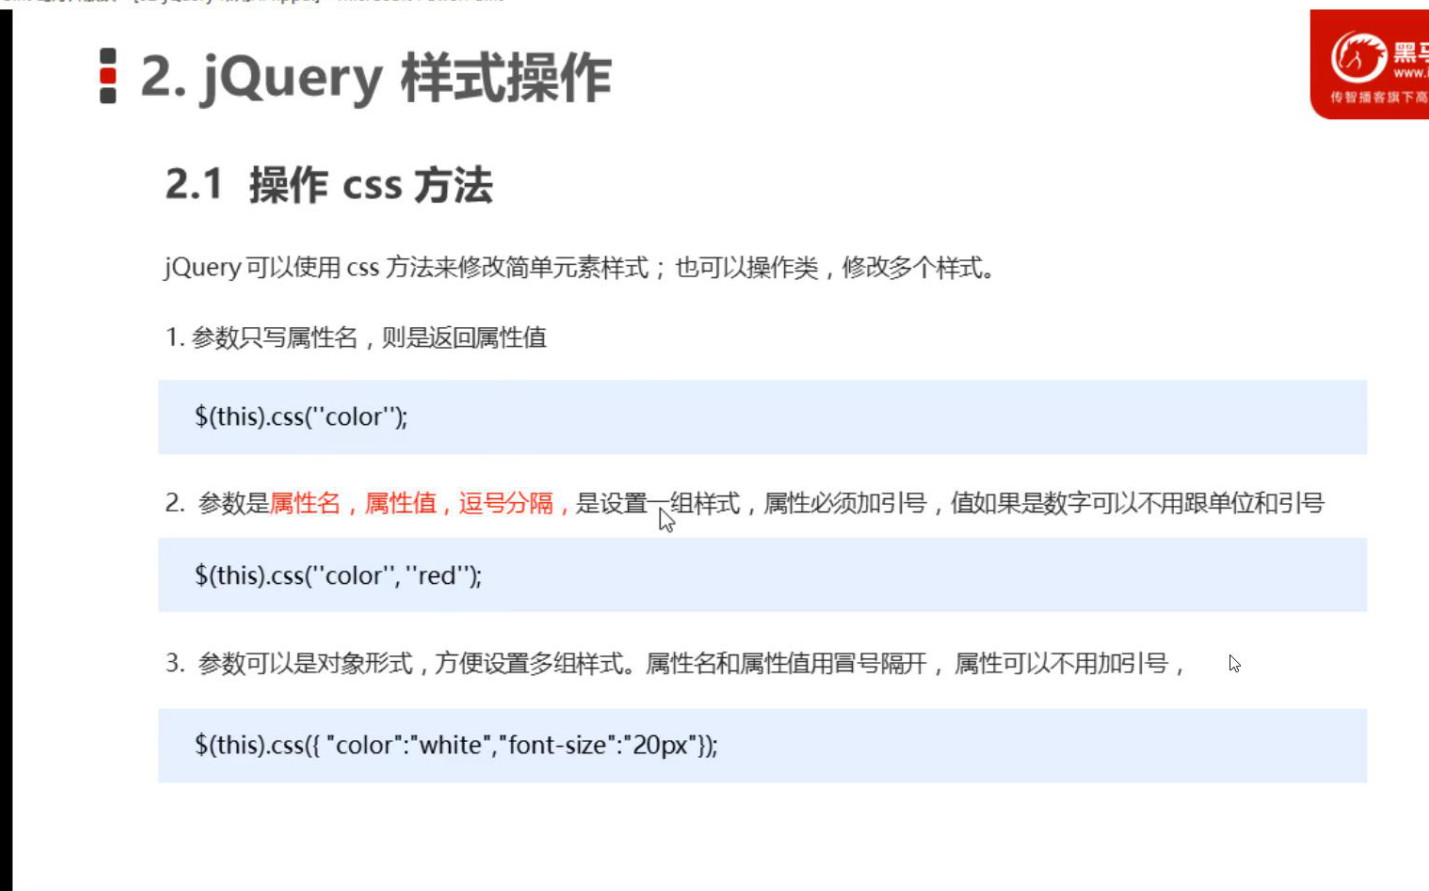 2. jQuery 样式操作
黑马
www.i
传智播客旗下高
2.1 操作 css 方法
jQuery 可以使用 css 方法来修改简单元素样式； 也可以操作类，修改多个样式。
1. 参数只写属性名，则是返回属性值
$(this).css(''color'');
2. 参数是属性名，属性值，逗号分隔，是设置一组样式，属性必须加引号，值如果是数字可以不用跟单位和引号
$(this).css(''color'', ''red'');
3. 参数可以是对象形式，方便设置多组样式。属性名和属性值用冒号隔开， 属性可以不用加引号，
$(this).css({ "color":"white","font-size":"20px"});